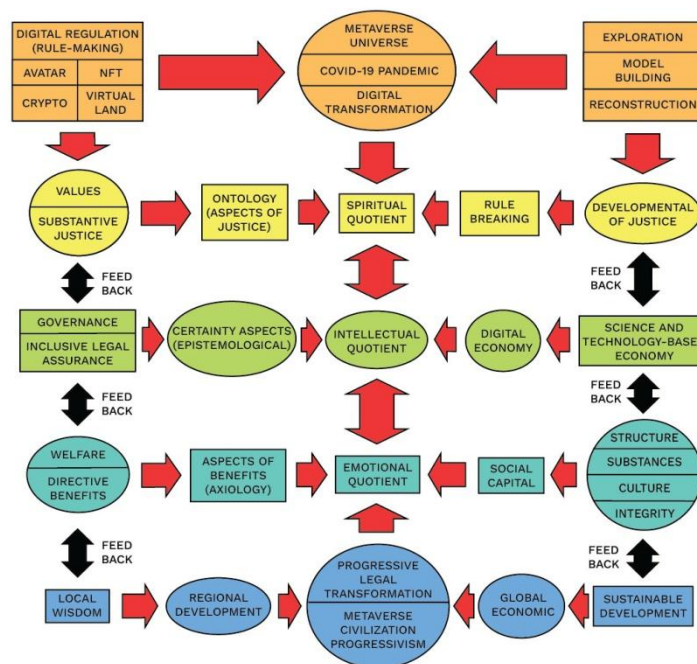 DIGITAL REGULATION
(RULE-MAKING)
AVATAR
NFT
CRYPTO
VIRTUAL
LAND
METAVERSE
UNIVERSE
COVID-19 PANDEMIC
DIGITAL
TRANSFORMATION
EXPLORATION
MODEL
BUILDING
RECONSTRUCTION
VALUES
SUBSTANTIVE
JUSTICE
ONTOLOGY
(ASPECTS OF
JUSTICE)
SPIRITUAL
QUOTIENT
RULE
BREAKING
DEVELOPMENTAL
OF JUSTICE
FEED
BACK
FEED
BACK
GOVERNANCE
INCLUSIVE LEGAL
ASSURANCE
CERTAINTY ASPECTS
(EPISTEMOLOGICAL)
INTELLECTUAL
QUOTIENT
DIGITAL
ECONOMY
SCIENCE AND
TECHNOLOGY-BASE
ECONOMY
FEED
BACK
FEED
BACK
WELFARE
DIRECTIVE
BENEFITS
ASPECTS OF
BENEFITS
(AXIOLOGY)
EMOTIONAL
QUOTIENT
SOCIAL
CAPITAL
STRUCTURE
SUBSTANCES
CULTURE
INTEGRITY
FEED
BACK
FEED
BACK
LOCAL
WISDOM
REGIONAL
DEVELOPMENT
PROGRESSIVE
LEGAL
TRANSFORMATION
METAVERSE
CIVILIZATION
PROGRESSIVISM
GLOBAL
ECONOMIC
SUSTAINABLE
DEVELOPMENT